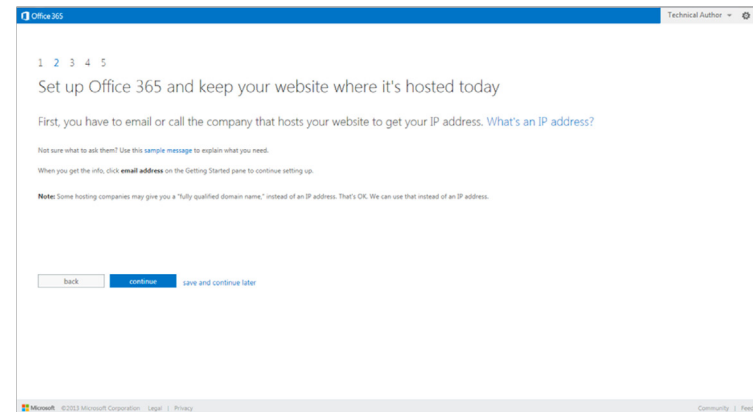 Office 365
Technical Author
1 2 3 4 5
Set up Office 365 and keep your website where it's hosted today
First, you have to email or call the company that hosts your website to get your IP address. What's an IP address?
Not sure what to ask them? Use this sample message to explain what you need.
When you get the info, click email address on the Getting Started pane to continue setting up.
Note: Some hosting companies may give you a "fully qualified domain name," instead of an IP address. That's OK. We can use that instead of an IP address.
back continue save and continue later
Microsoft ©2013 Microsoft Corporation Legal | Privacy Community |